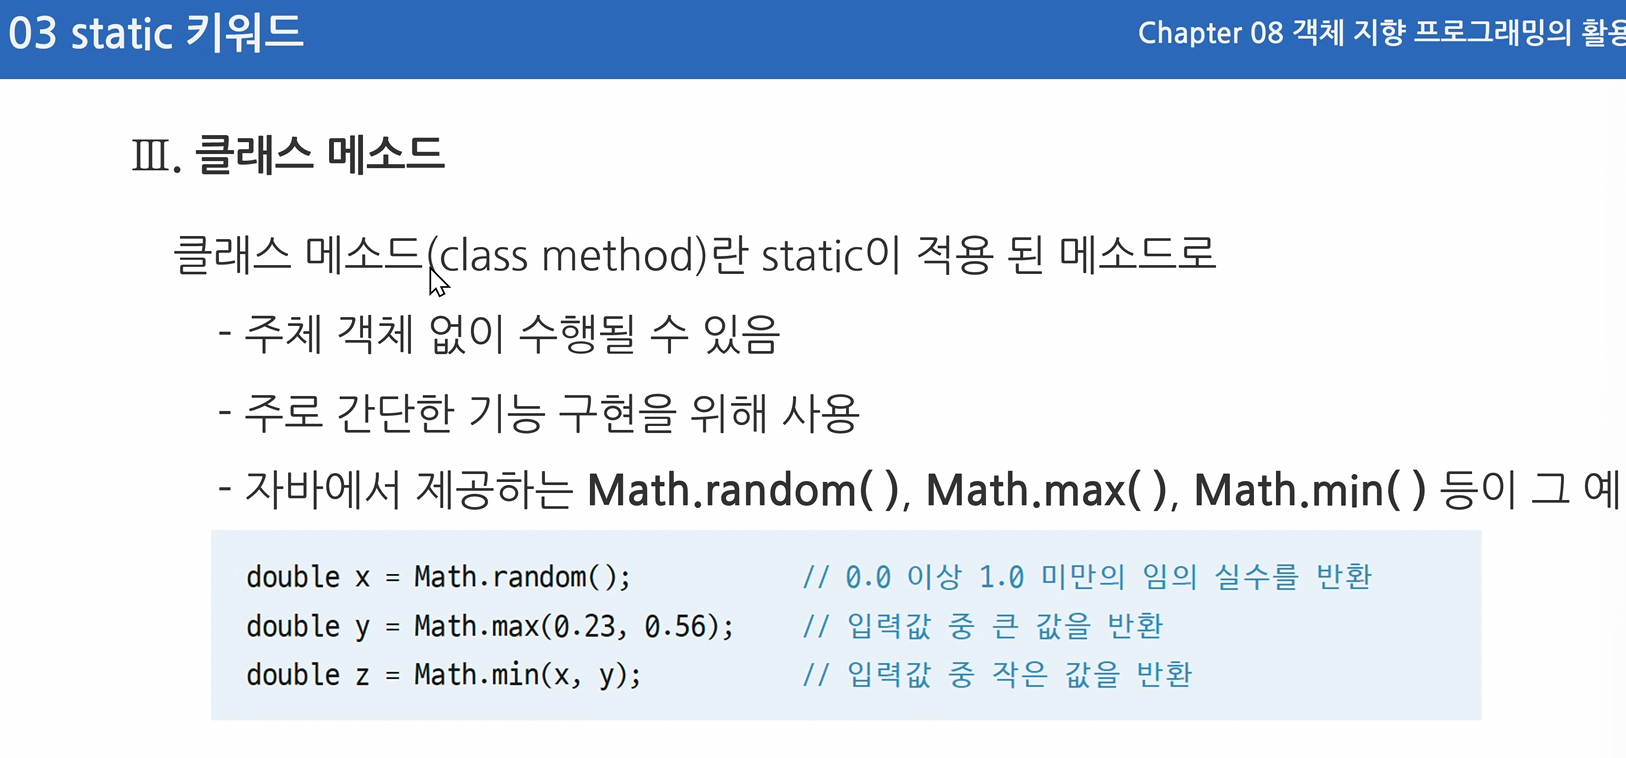 03 static 키워드
Chapter 08 객체 지향 프로그래밍의 활용
Ⅲ. 클래스 메소드
클래스 메소드(class method)란 static이 적용 된 메소드로
- 주체 객체 없이 수행될 수 있음
- 주로 간단한 기능 구현을 위해 사용
- 자바에서 제공하는 Math.random( ), Math.max( ), Math.min( ) 등이 그 예
double x = Math.random(); // 0.0 이상 1.0 미만의 임의 실수를 반환
double y = Math.max(0.23, 0.56); // 입력값 중 큰 값을 반환
double z = Math.min(x, y); // 입력값 중 작은 값을 반환